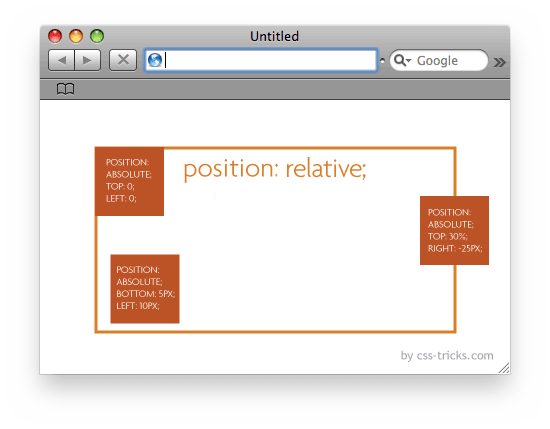 Untitled
Google
position: relative;
POSITION:
ABSOLUTE;
TOP: 0;
LEFT: 0;
POSITION:
ABSOLUTE;
TOP: 30%;
RIGHT: -25PX;
POSITION:
ABSOLUTE;
BOTTOM: 5PX;
LEFT: 10PX;
by css-tricks.com